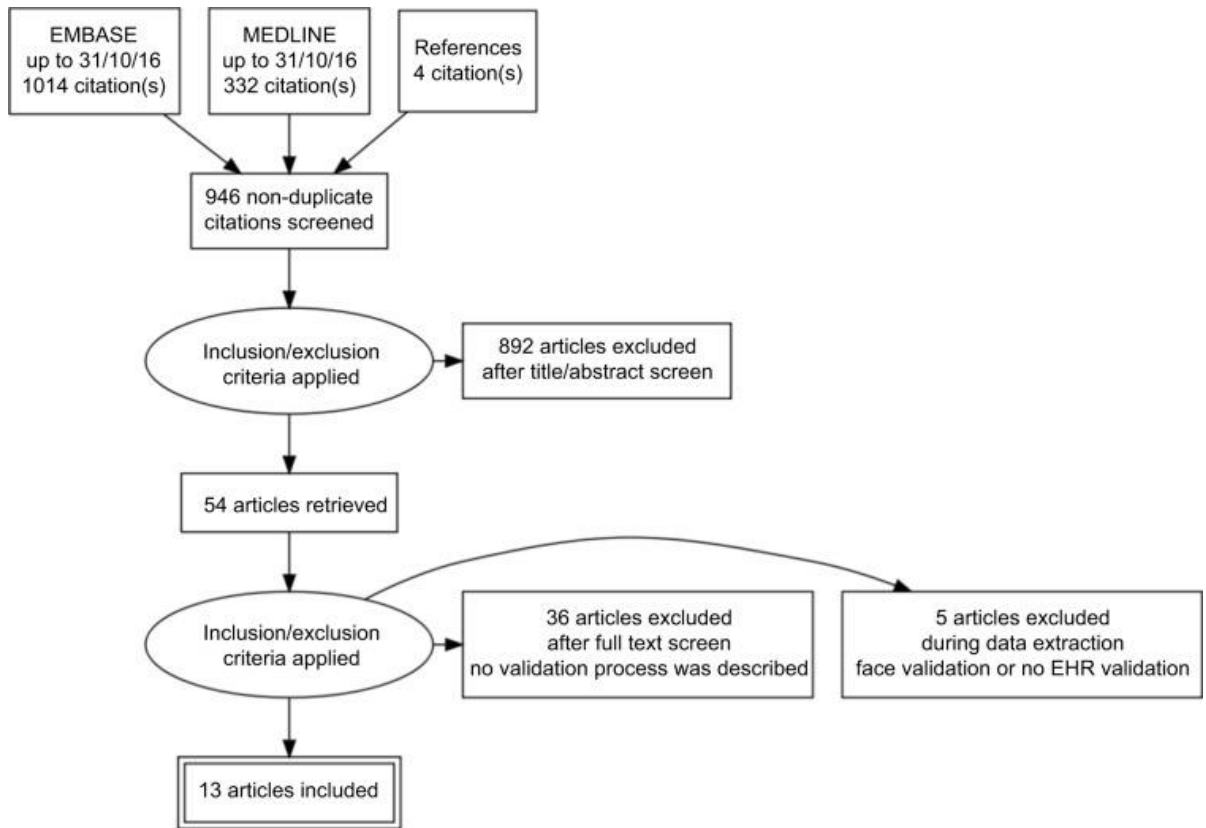 EMBASE
up to 31/10/16
1014 citation(s)
MEDLINE
up to 31/10/16
332 citation(s)
References
4 citation(s)
946 non-duplicate
citations screened
Inclusion/exclusion
criteria applied
892 articles excluded
after title/abstract screen
54 articles retrieved
Inclusion/exclusion
criteria applied
36 articles excluded
after full text screen
no validation process was described
5 articles excluded
during data extraction
face validation or no EHR validation
13 articles included